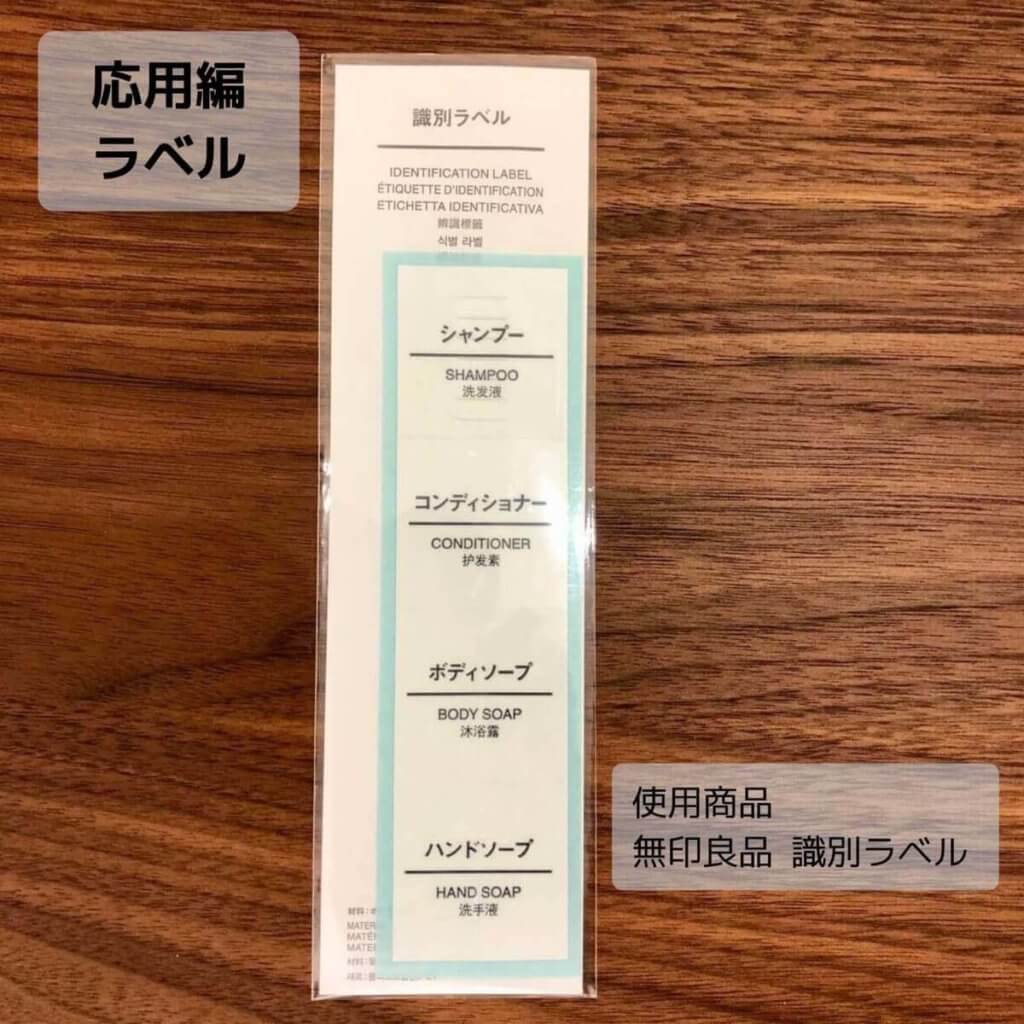 応用編
ラベル
識別ラベル
IDENTIFICATION LABEL
ÉTIQUETTE D'IDENTIFICATION
ETICHETTA IDENTIFICATIVA
辨識標籤
식별 라벨
シャンプー
SHAMPOO
洗发液
コンディショナー
CONDITIONER
护发素
ボディソープ
BODY SOAP
沐浴露
ハンドソープ
HAND SOAP
洗手液
材料:
使用商品
無印良品 識別ラベル